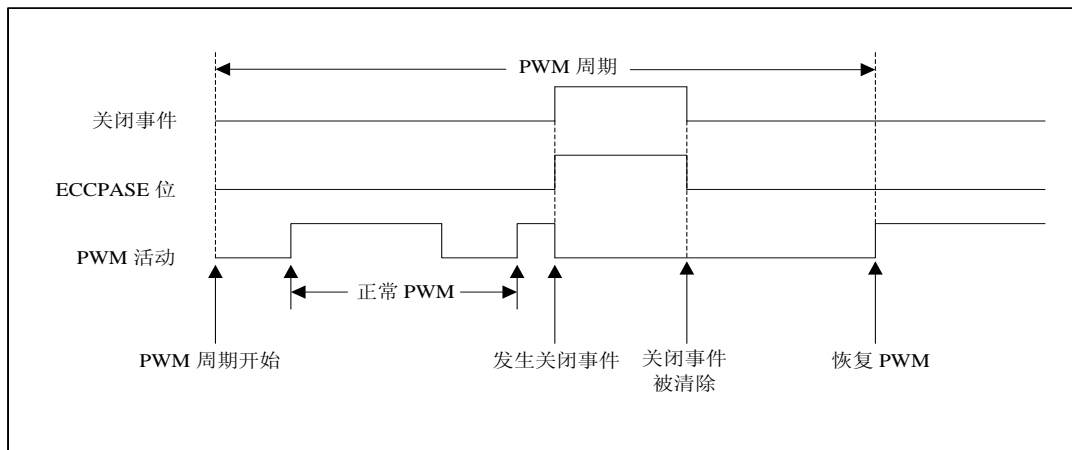 PWM 周期
关闭事件
ECCPASE 位
PWM 活动
正常 PWM
PWM 周期开始
发生关闭事件
关闭事件
被清除
恢复 PWM